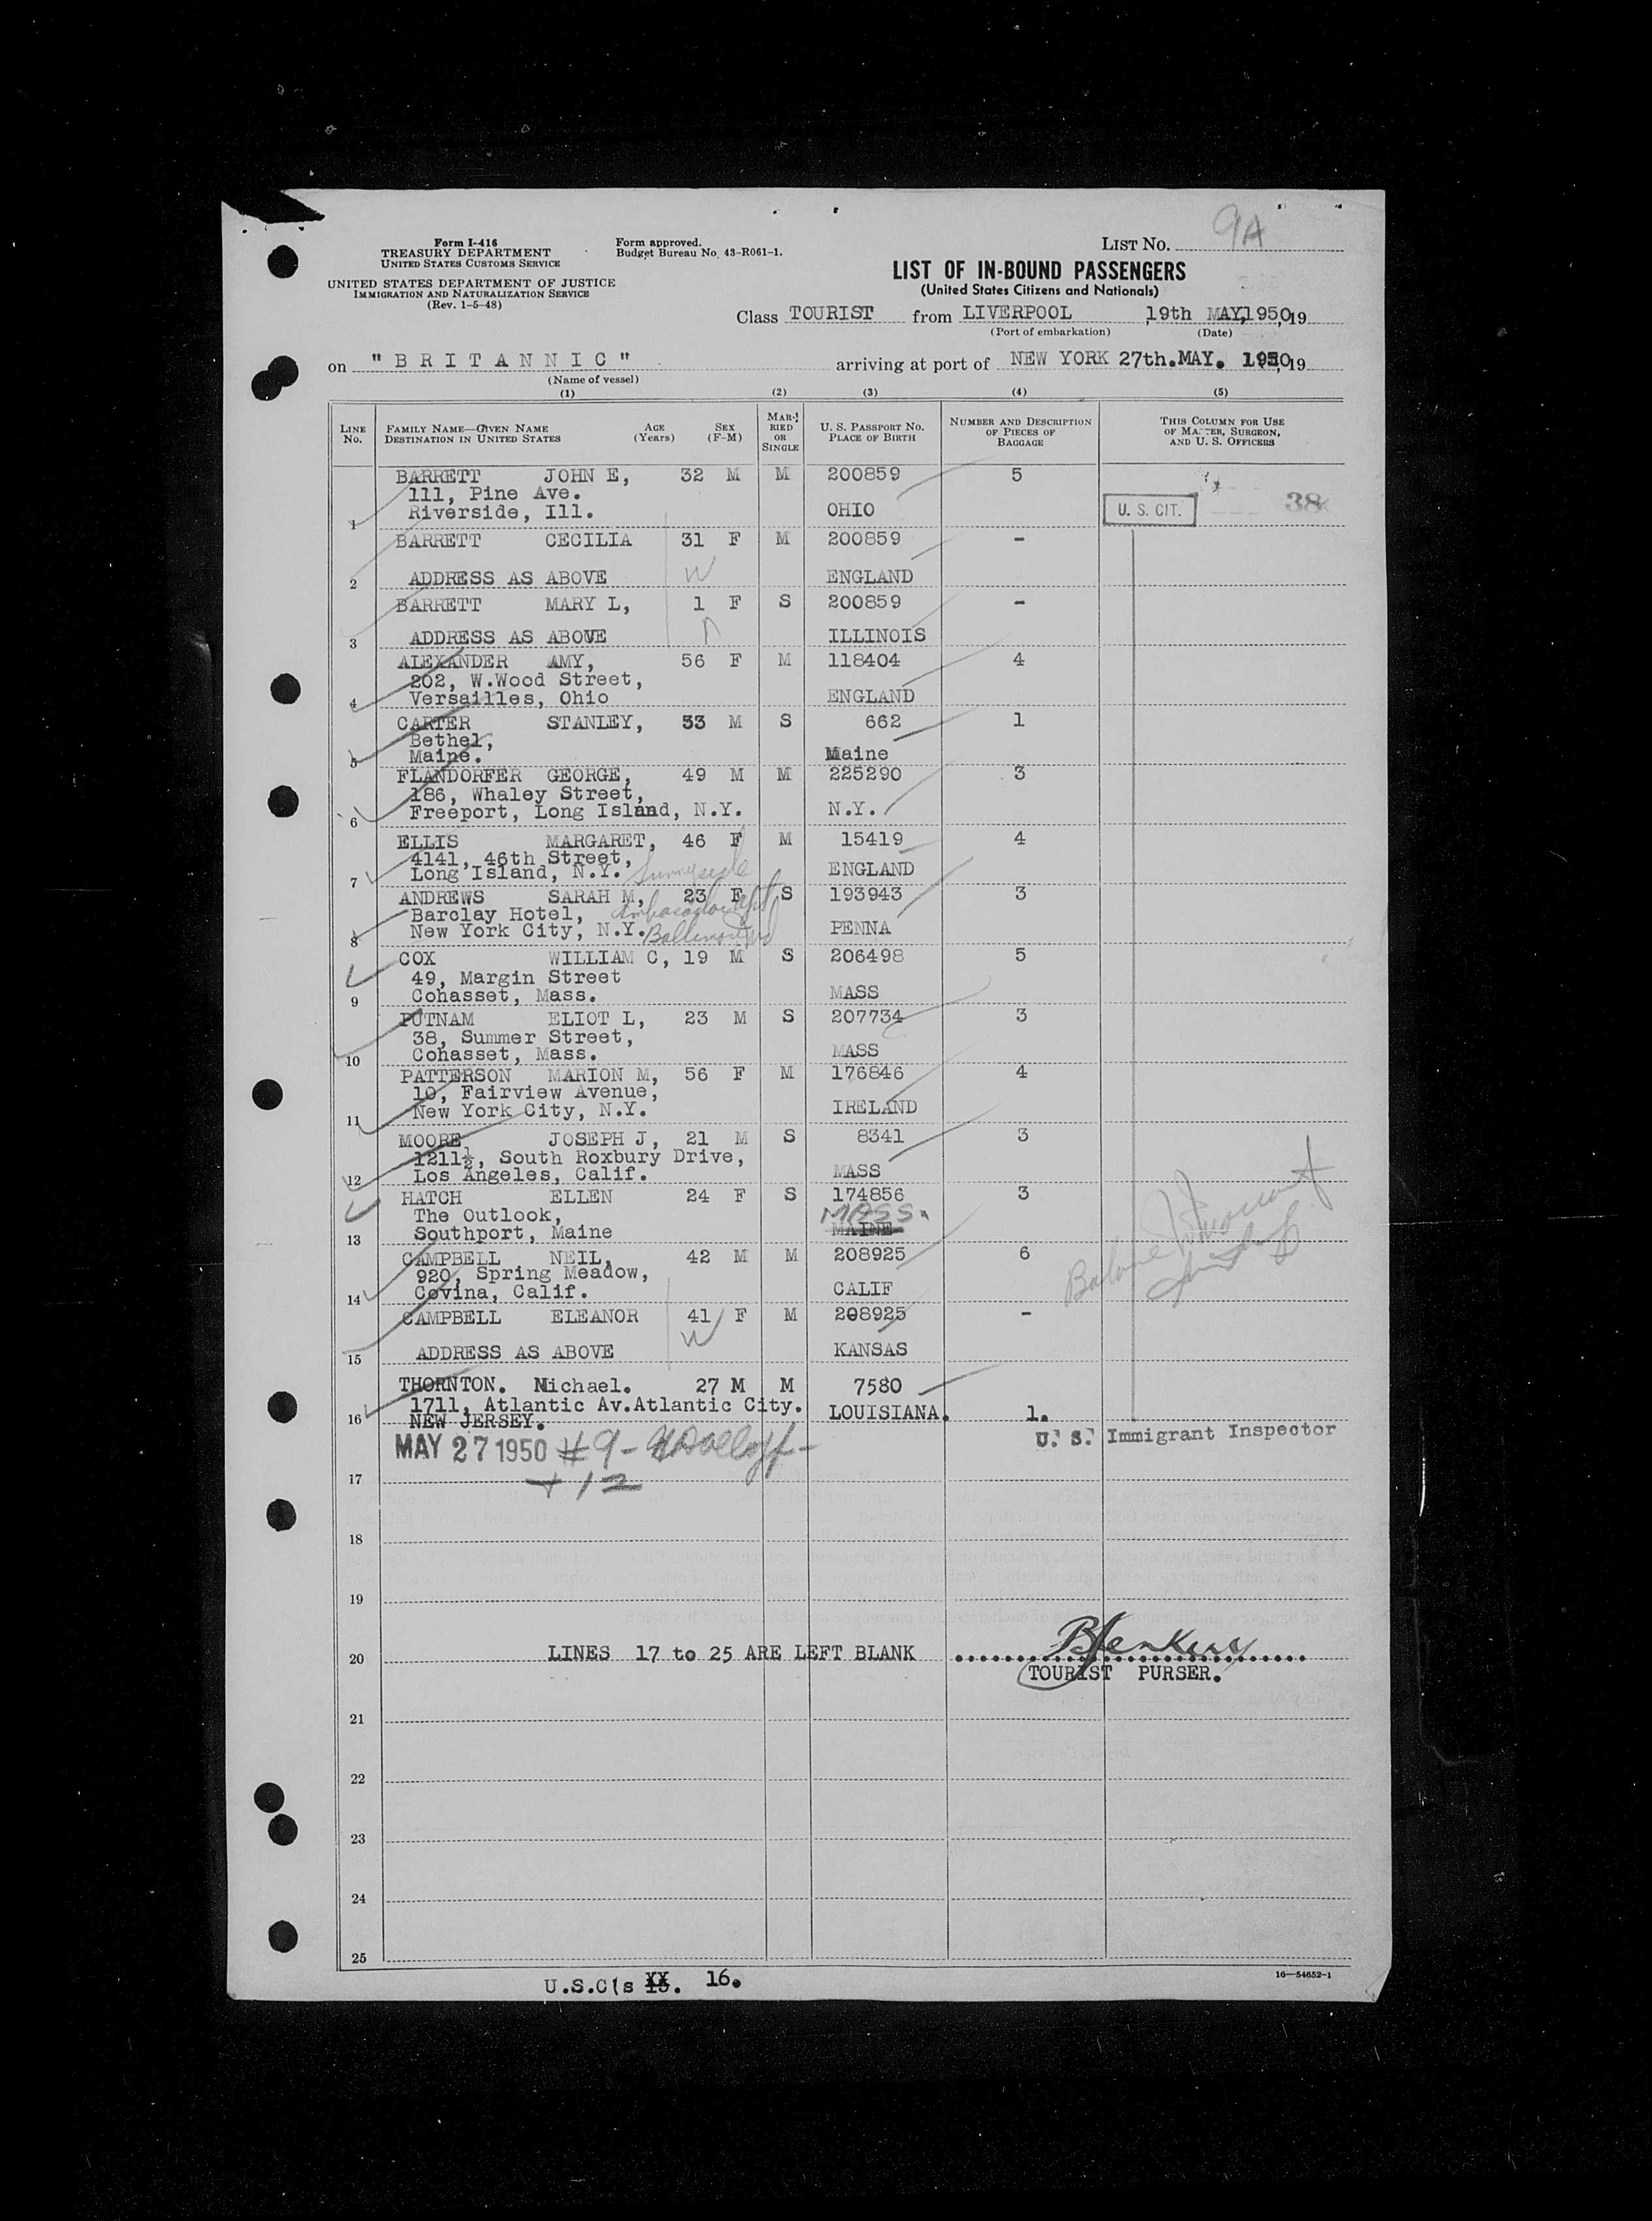 Form I-416
TREASURY DEPARTMENT
UNITED STATES CUSTOMS SERVICE
UNITED STATES DEPARTMENT OF JUSTICE
IMMIGRATION AND NATURALIZATION SERVICE
(Rev. 1-5-48)
Form approved.
Budget Bureau No. 43-R061-1.
LIST NO. 9A
LIST OF IN-BOUND PASSENGERS
(United States Citizens and Nationals)
Class TOURIST from LIVERPOOL 19th MAY, 1950, 19
(Port of embarkation) (Date)
on "BRITANNIC" arriving at port of NEW YORK 27th. MAY. 1950, 19
(Name of vessel)
(1) (2) (3) (4) (5)
LINE NO. FAMILY NAME—GIVEN NAME DESTINATION IN UNITED STATES AGE (Years) SEX (F-M) MARRIED OR SINGLE U. S. PASSPORT NO. PLACE OF BIRTH NUMBER AND DESCRIPTION OF PIECES OF BAGGAGE THIS COLUMN FOR USE OF MASTER, SURGEON, AND U. S. OFFICERS
BARRETT JOHN E, 32 M M 200859 5
111, Pine Ave.
1 Riverside, Ill. OHIO U. S. CIT. 38
BARRETT CECILIA 31 F M 200859 -
W
2 ADDRESS AS ABOVE ENGLAND
BARRETT MARY L, 1 F S 200859 -
3 ADDRESS AS ABOVE ILLINOIS
ALEXANDER AMY, 56 F M 118404 4
202, W.Wood Street,
4 Versailles, Ohio ENGLAND
CARTER STANLEY, 53 M S 662 1
Bethel,
5 Maine. Maine
FLANDORFER GEORGE, 49 M M 225290 3
186, Whaley Street,
6 Freeport, Long Island, N.Y. N.Y.
ELLIS MARGARET, 46 F M 15419 4
4141, 46th Street,
7 Long Island, N.Y. Sunnyside ENGLAND
ANDREWS SARAH M, 23 F S 193943 3
Barclay Hotel, Ambassador Apt
8 New York City, N.Y. Baltimore Md PENNA
COX WILLIAM C, 19 M S 206498 5
49, Margin Street
9 Cohasset, Mass. MASS
PUTNAM ELIOT L, 23 M S 207734 3
38, Summer Street,
10 Cohasset, Mass. MASS
PATTERSON MARION M, 56 F M 176846 4
10, Fairview Avenue,
11 New York City, N.Y. IRELAND
MOORE JOSEPH J, 21 M S 8341 3
1211½, South Roxbury Drive,
12 Los Angeles, Calif. MASS
HATCH ELLEN 24 F S 174856 3
The Outlook, MASS.
13 Southport, Maine MAINE
CAMPBELL NEIL, 42 M M 208925 6
920, Spring Meadow,
14 Covina, Calif. CALIF
CAMPBELL ELEANOR 41 F M 208925 -
W
15 ADDRESS AS ABOVE KANSAS
THORNTON. Michael. 27 M M 7580
1711, Atlantic Av.Atlantic City. LOUISIANA. 1.
16 NEW JERSEY.
U. S. Immigrant Inspector
MAY 27 1950 #9-
17 + 12
18
19
20 LINES 17 to 25 ARE LEFT BLANK
TOURIST PURSER.
21
22
23
24
25
U.S.C's 15. 16.
16—54652-1